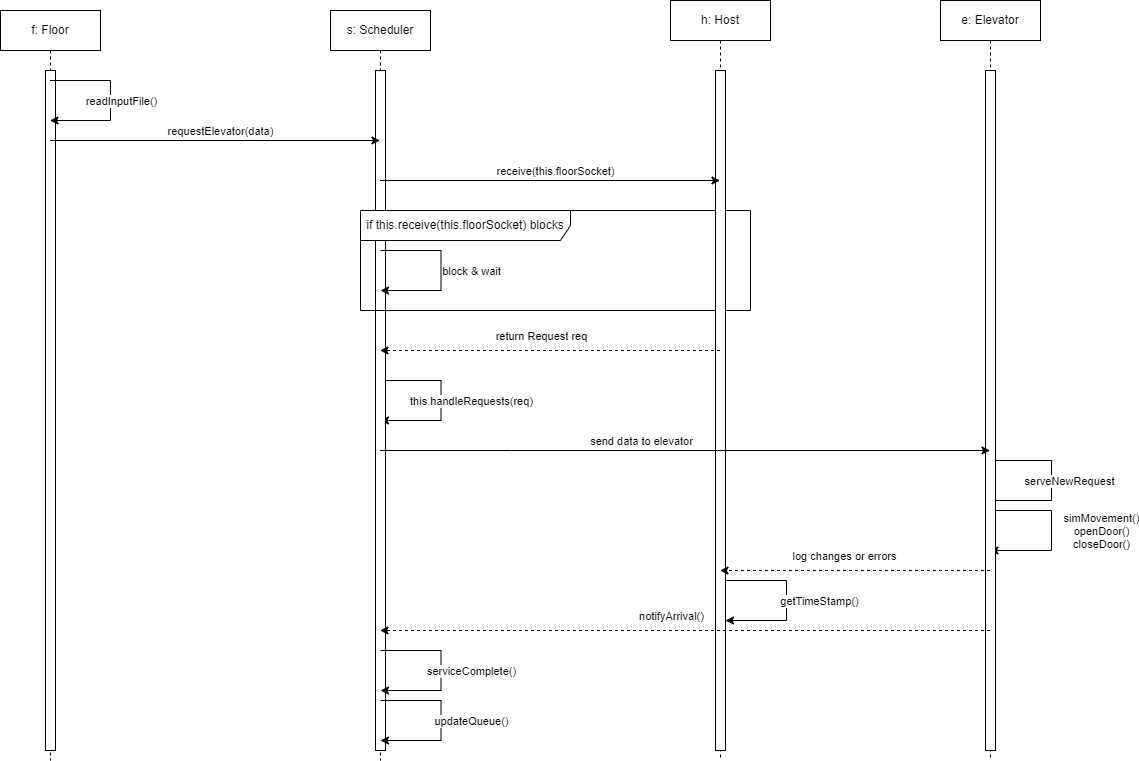 f: Floor
s: Scheduler
h: Host
e: Elevator
readInputFile()
requestElevator(data)
receive(this.floorSocket)
if this.receive(this.floorSocket) blocks
block & wait
return Request req
this.handleRequests(req)
send data to elevator
serveNewRequest
simMovement()
openDoor()
closeDoor()
log changes or errors
getTimeStamp()
notifyArrival()
serviceComplete()
updateQueue()